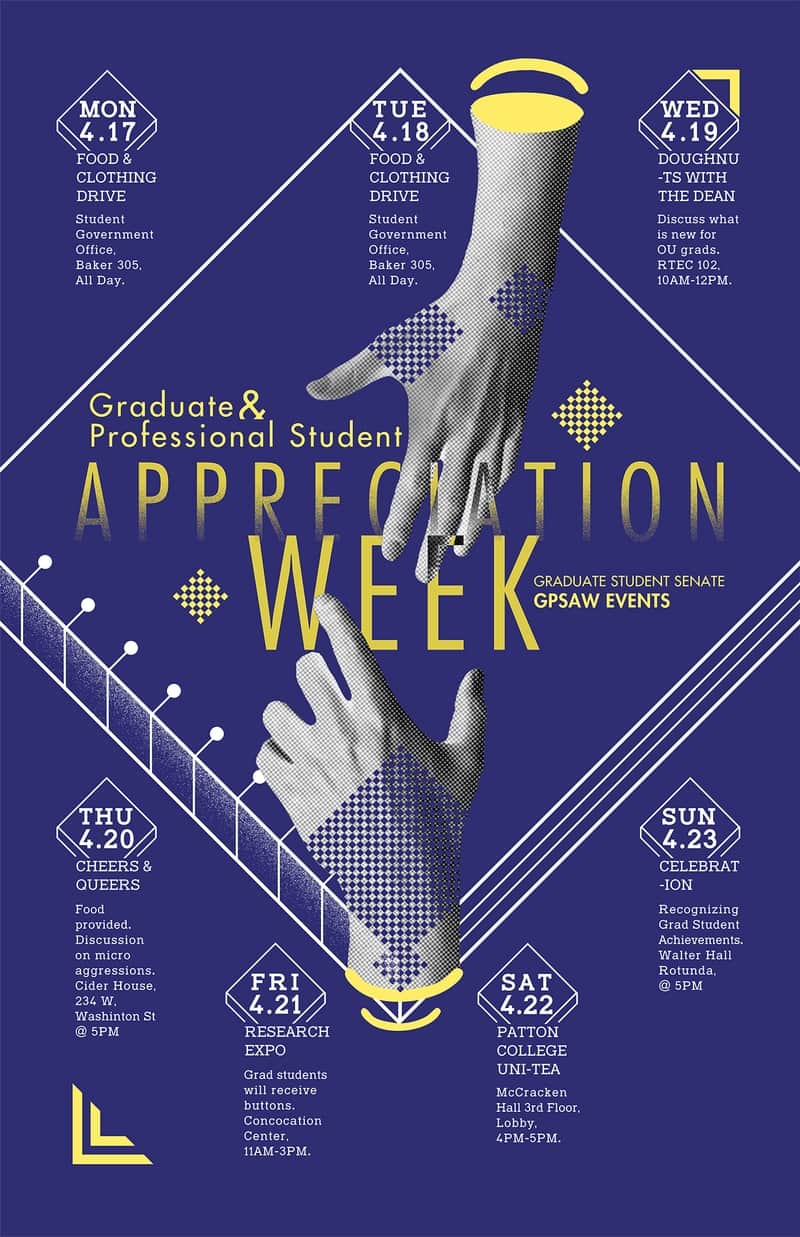 MON
4.17
FOOD &
CLOTHING
DRIVE
Student
Government
Office,
Baker 305,
All Day.
TUE
4.18
FOOD &
CLOTHING
DRIVE
Student
Government
Office,
Baker 305,
All Day.
WED
4.19
DOUGHNU
-TS WITH
THE DEAN
Discuss what
is new for
OU grads.
RTEC 102,
10AM-12PM.
Graduate &
Professional Student
APPRECIATION
WEEK
GRADUATE STUDENT SENATE
GPSAW EVENTS
THU
4.20
CHEERS &
QUEERS
Food
provided.
Discussion
on micro
aggressions.
Cider House,
234 W,
Washinton St
@ 5PM
FRI
4.21
RESEARCH
EXPO
Grad students
will receive
buttons.
Concocation
Center,
11AM-3PM.
SAT
4.22
PATTON
COLLEGE
UNI-TEA
McCracken
Hall 3rd Floor,
Lobby,
4PM-5PM.
SUN
4.23
CELEBRAT
-ION
Recognizing
Grad Student
Achievements.
Walter Hall
Rotunda,
@ 5PM